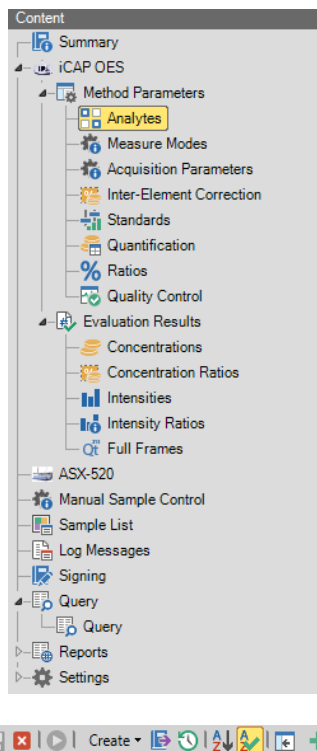 Content
Summary
iCAP OES
Method Parameters
Analytes
Measure Modes
Acquisition Parameters
Inter-Element Correction
Standards
Quantification
Ratios
Quality Control
Evaluation Results
Concentrations
Concentration Ratios
Intensities
Intensity Ratios
Full Frames
ASX-520
Manual Sample Control
Sample List
Log Messages
Signing
Query
Query
Reports
Settings
Create